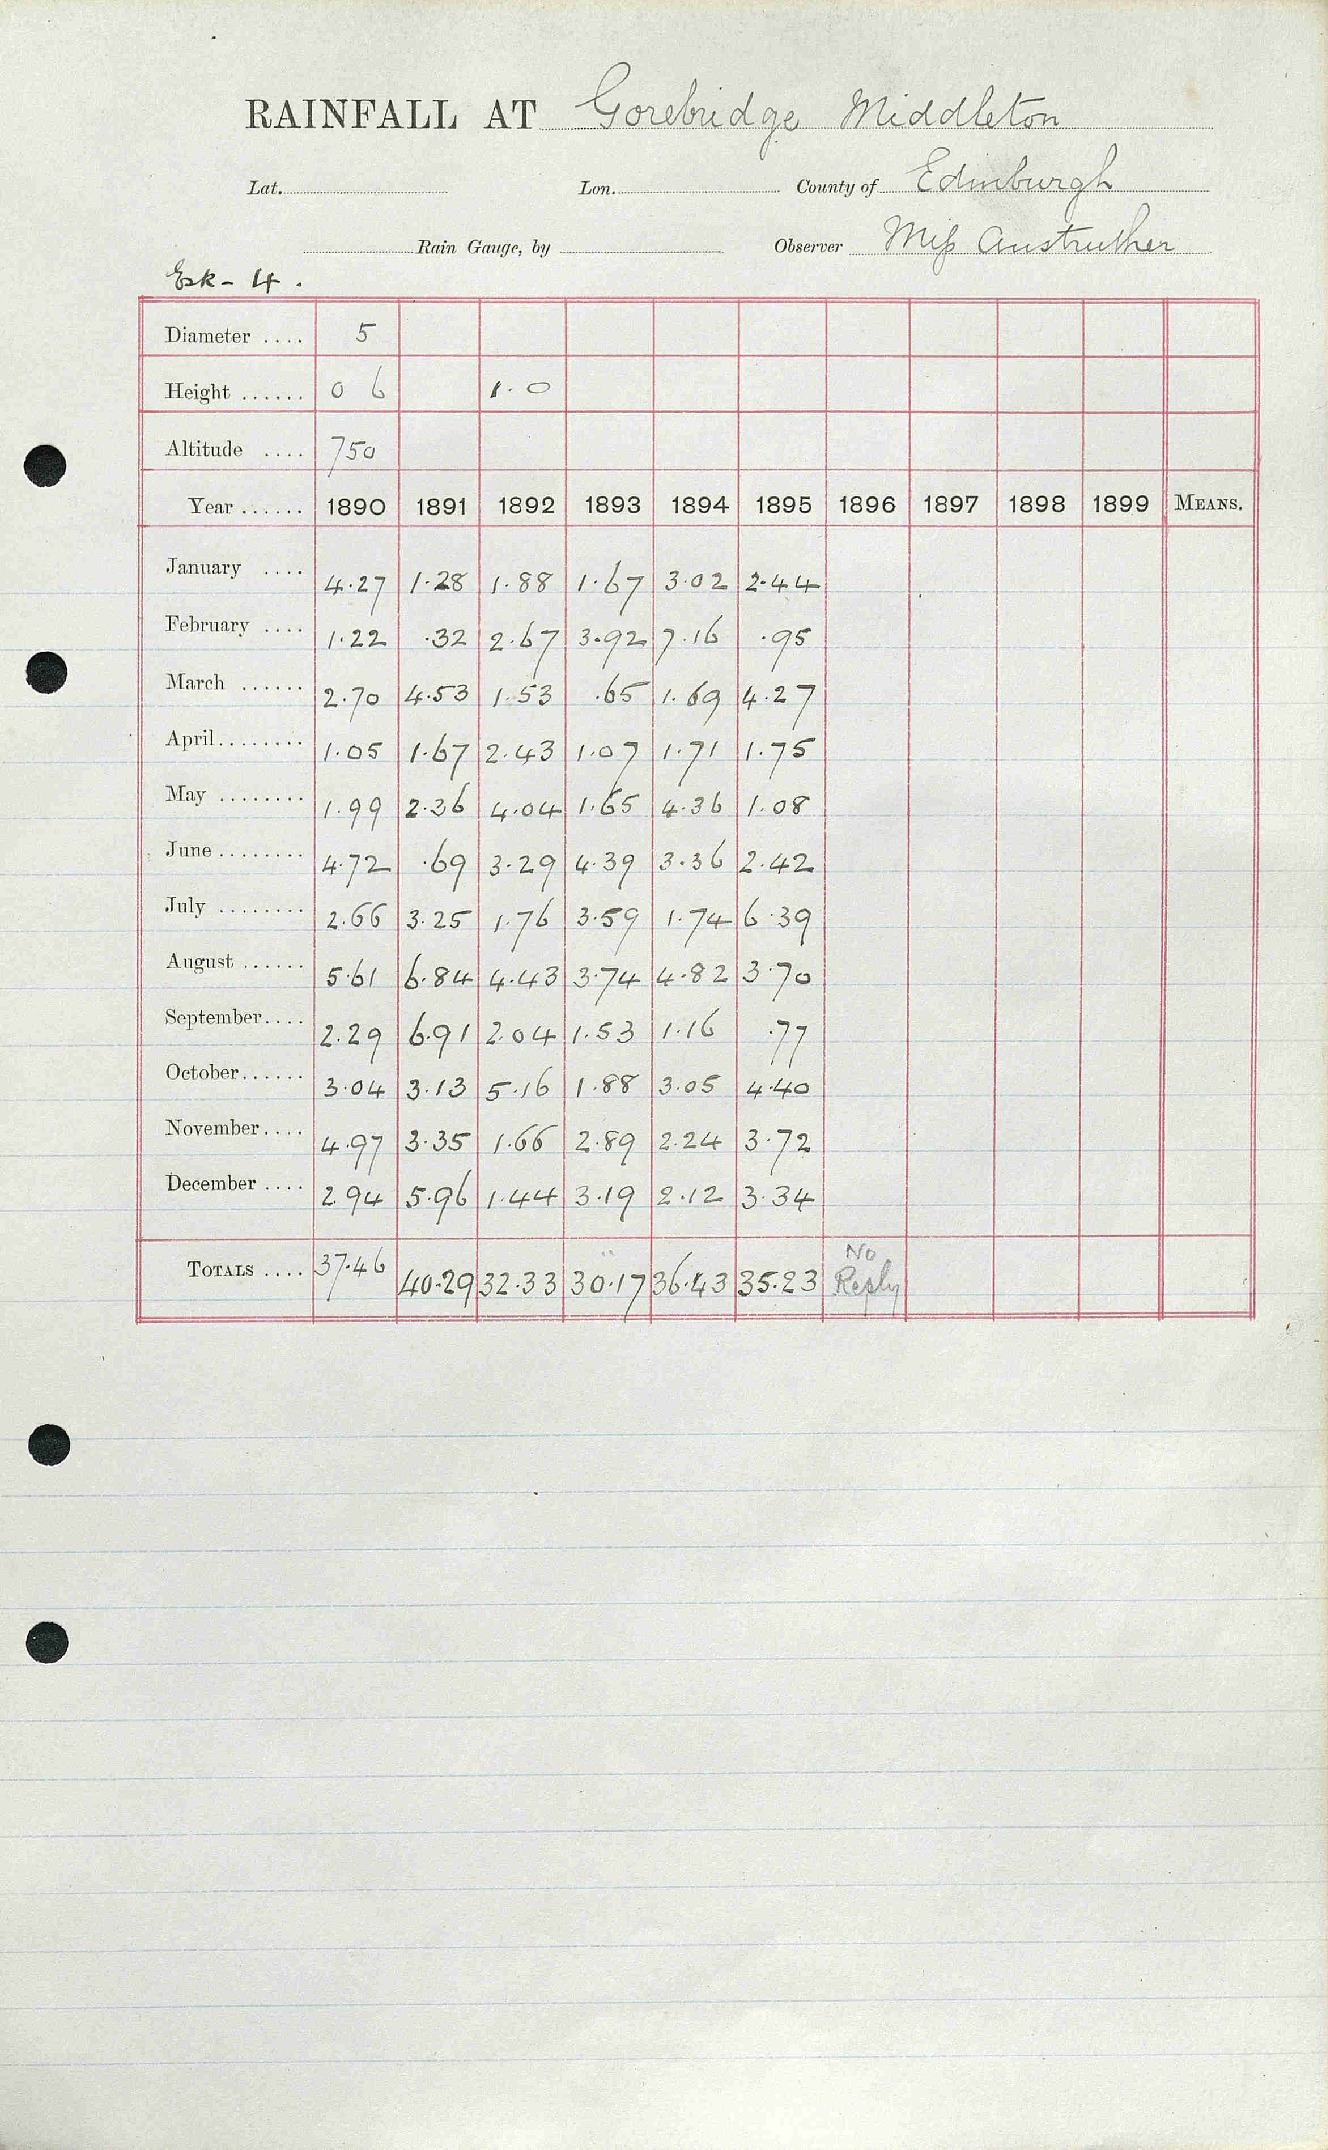 RAINFALL AT Gorebridge Middleton
Lat. Lon. County of Edinburgh
Rain Gauge, by Observer Miss Anstruther
Esk - 4.
Diameter .... 5
Height ...... 0 6 1.0
Altitude .... 750
Year ...... 1890 1891 1892 1893 1894 1895 1896 1897 1898 1899 MEANS.
January .... 4.27 1.28 1.88 1.67 3.02 2.44
February .... 1.22 .32 2.67 3.92 7.16 .95
March ...... 2.70 4.53 1.53 .65 1.69 4.27
April........ 1.05 1.67 2.43 1.07 1.71 1.75
May ........ 1.99 2.36 4.04 1.65 4.36 1.08
June ........ 4.72 .69 3.29 4.39 3.36 2.42
July ........ 2.66 3.25 1.76 3.59 1.74 6.39
August ...... 5.61 6.84 4.43 3.74 4.82 3.70
September.... 2.29 6.91 2.04 1.53 1.16 .77
October...... 3.04 3.13 5.16 1.88 3.05 4.40
November.... 4.97 3.35 1.66 2.89 2.24 3.72
December .... 2.94 5.96 1.44 3.19 2.12 3.34
TOTALS .... 37.46 40.29 32.33 30.17 36.43 35.23 No Reply